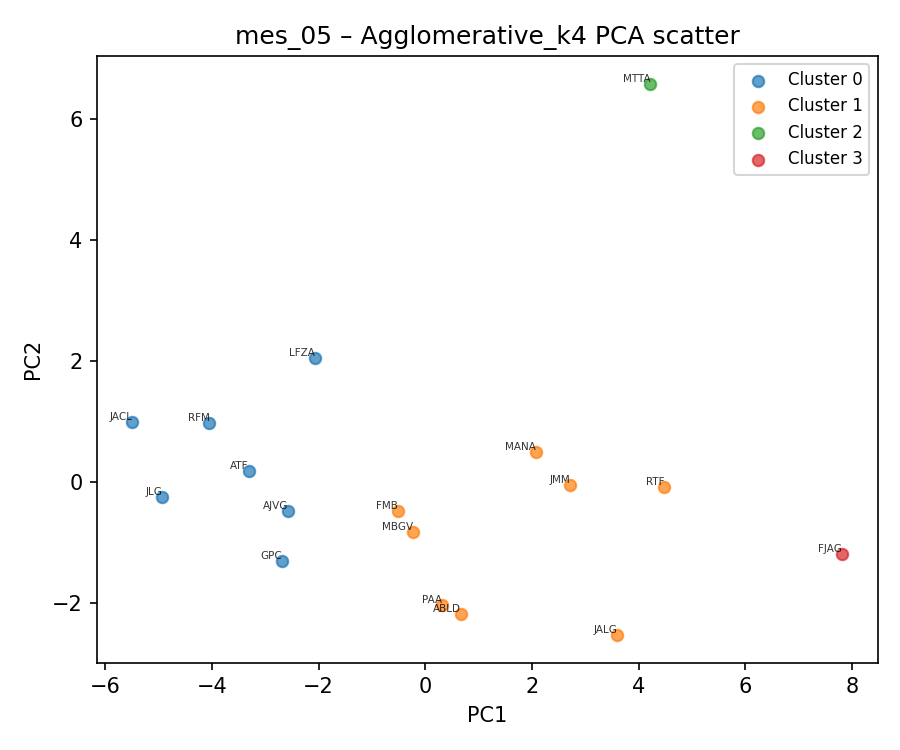 mes_05 – Agglomerative_k4 PCA scatter
MTTA
Cluster 0
Cluster 1
Cluster 2
Cluster 3
6
4
PC2
2
0
−2
LFZA
JACL
RFM
MANA
ATF
JMM
RTF
JLG
AJVG
FMB
MBGV
FJAG
GPC
PAA
ABLD
JALG
−6
−4
−2
0
2
4
6
8
PC1